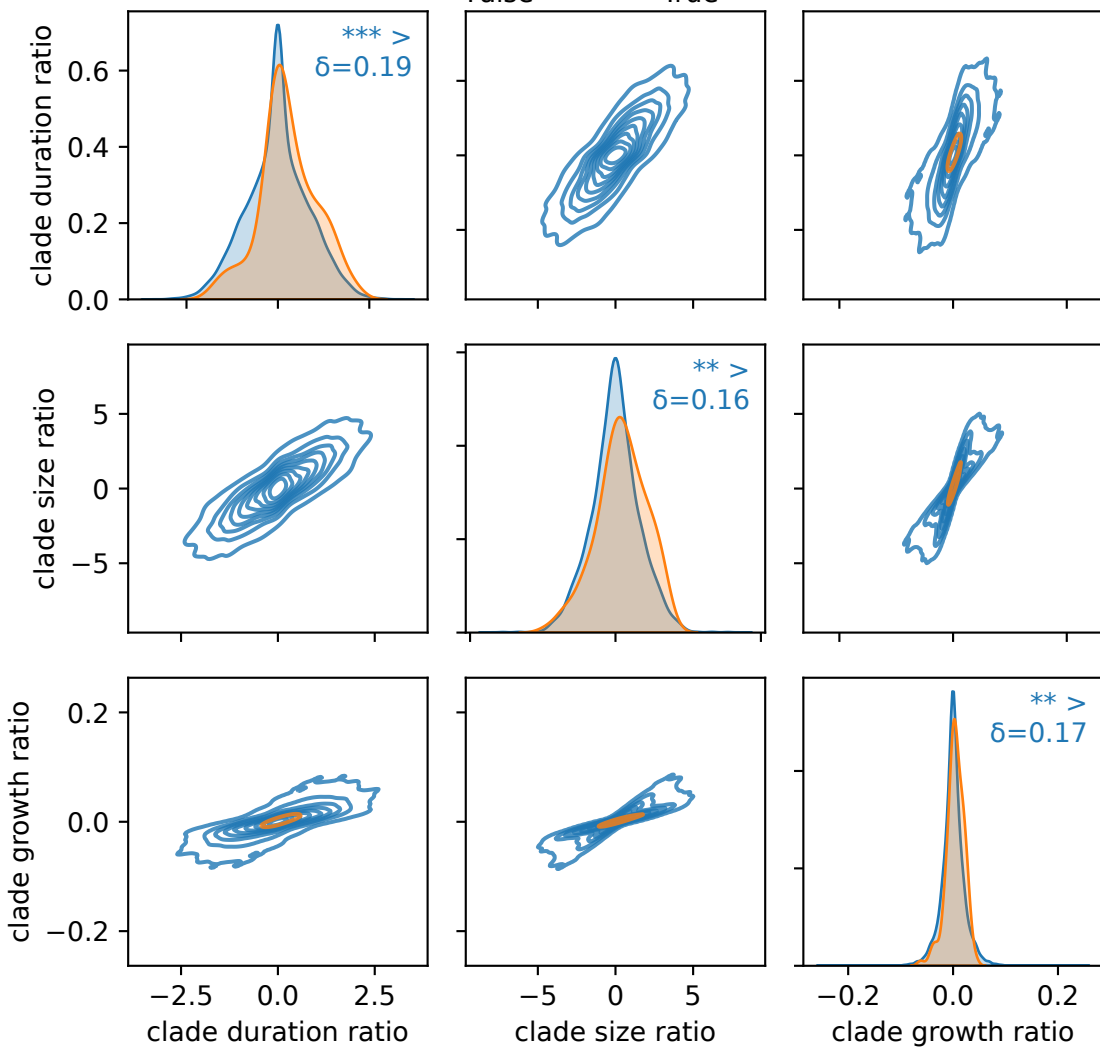 *** >
δ=0.19
clade duration ratio
0.6
0.4
0.2
0.0
** >
δ=0.16
clade size ratio
5
0
−5
** >
δ=0.17
clade growth ratio
0.2
0.0
−0.2
−2.5 0.0 2.5
−5 0 5
−0.2 0.0 0.2
clade duration ratio
clade size ratio
clade growth ratio